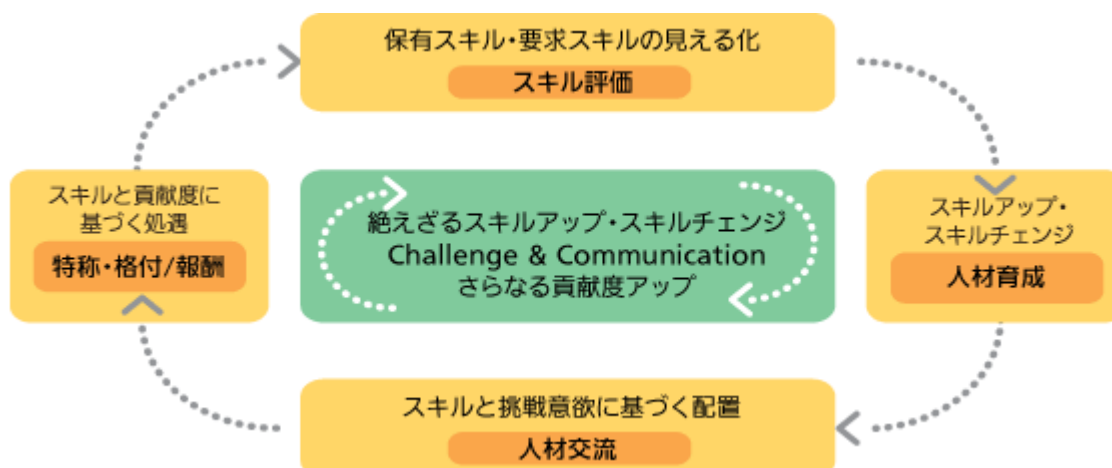 保有スキル・要求スキルの見える化
スキル評価
スキルと貢献度に
基づく処遇
特称・格付/報酬
絶えざるスキルアップ・スキルチェンジ
Challenge & Communication
さらなる貢献度アップ
スキルアップ・
スキルチェンジ
人材育成
スキルと挑戦意欲に基づく配置
人材交流